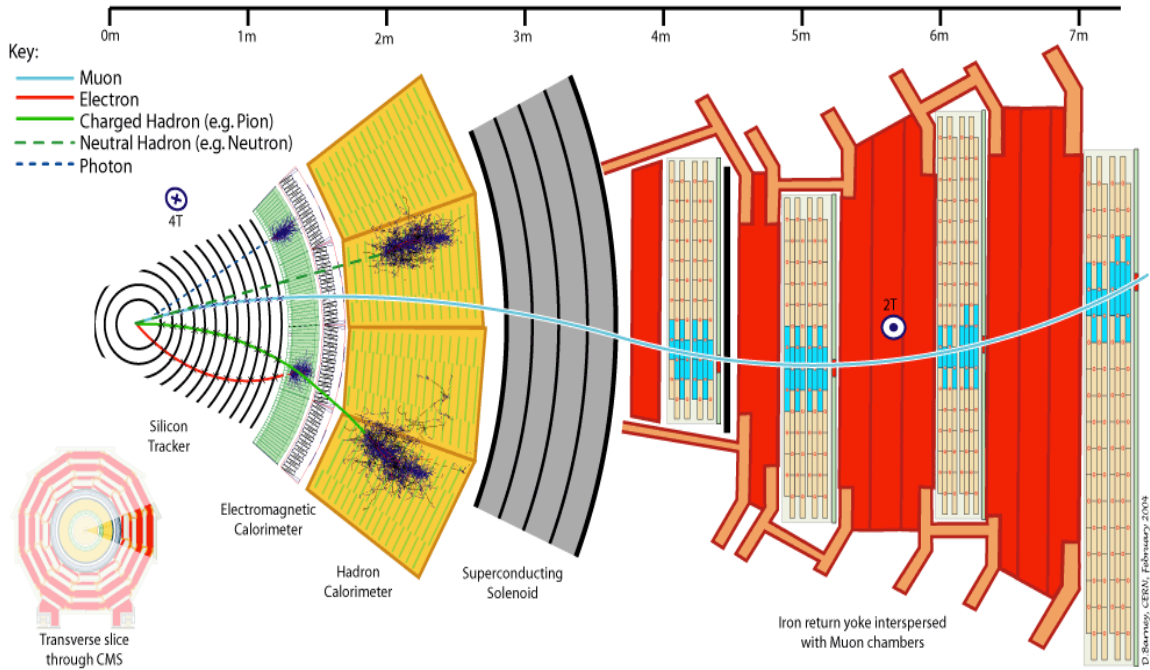 0m 1m 2m 3m 4m 5m 6m 7m
Key:
Muon
Electron
Charged Hadron (e.g. Pion)
Neutral Hadron (e.g. Neutron)
Photon
4T
2T
Silicon
Tracker
Electromagnetic
Calorimeter
Hadron
Calorimeter
Superconducting
Solenoid
Iron return yoke interspersed
with Muon chambers
Transverse slice
through CMS
D. Barney, CERN, February 2004